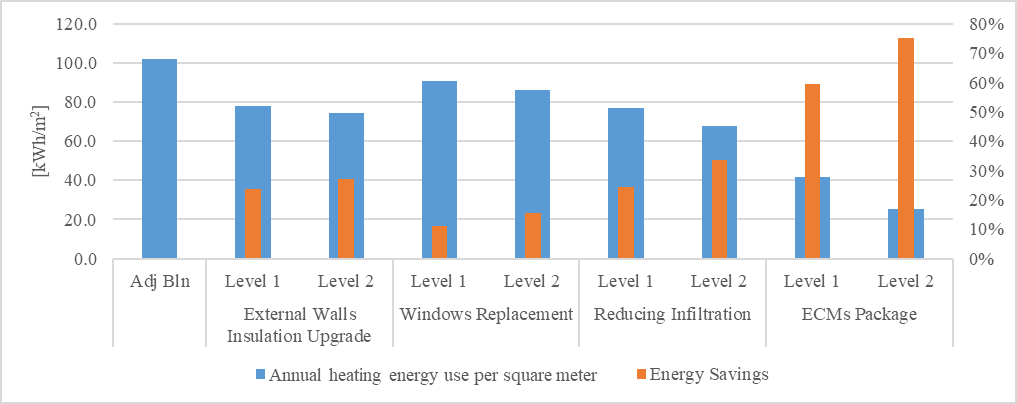 120.0
100.0
80.0
60.0
40.0
20.0
0.0
[kWh/m²]
80%
70%
60%
50%
40%
30%
20%
10%
0%
Adj Bln
Level 1
Level 2
Level 1
Level 2
Level 1
Level 2
Level 1
Level 2
External Walls
Insulation Upgrade
Windows Replacement
Reducing Infiltration
ECMs Package
Annual heating energy use per square meter
Energy Savings